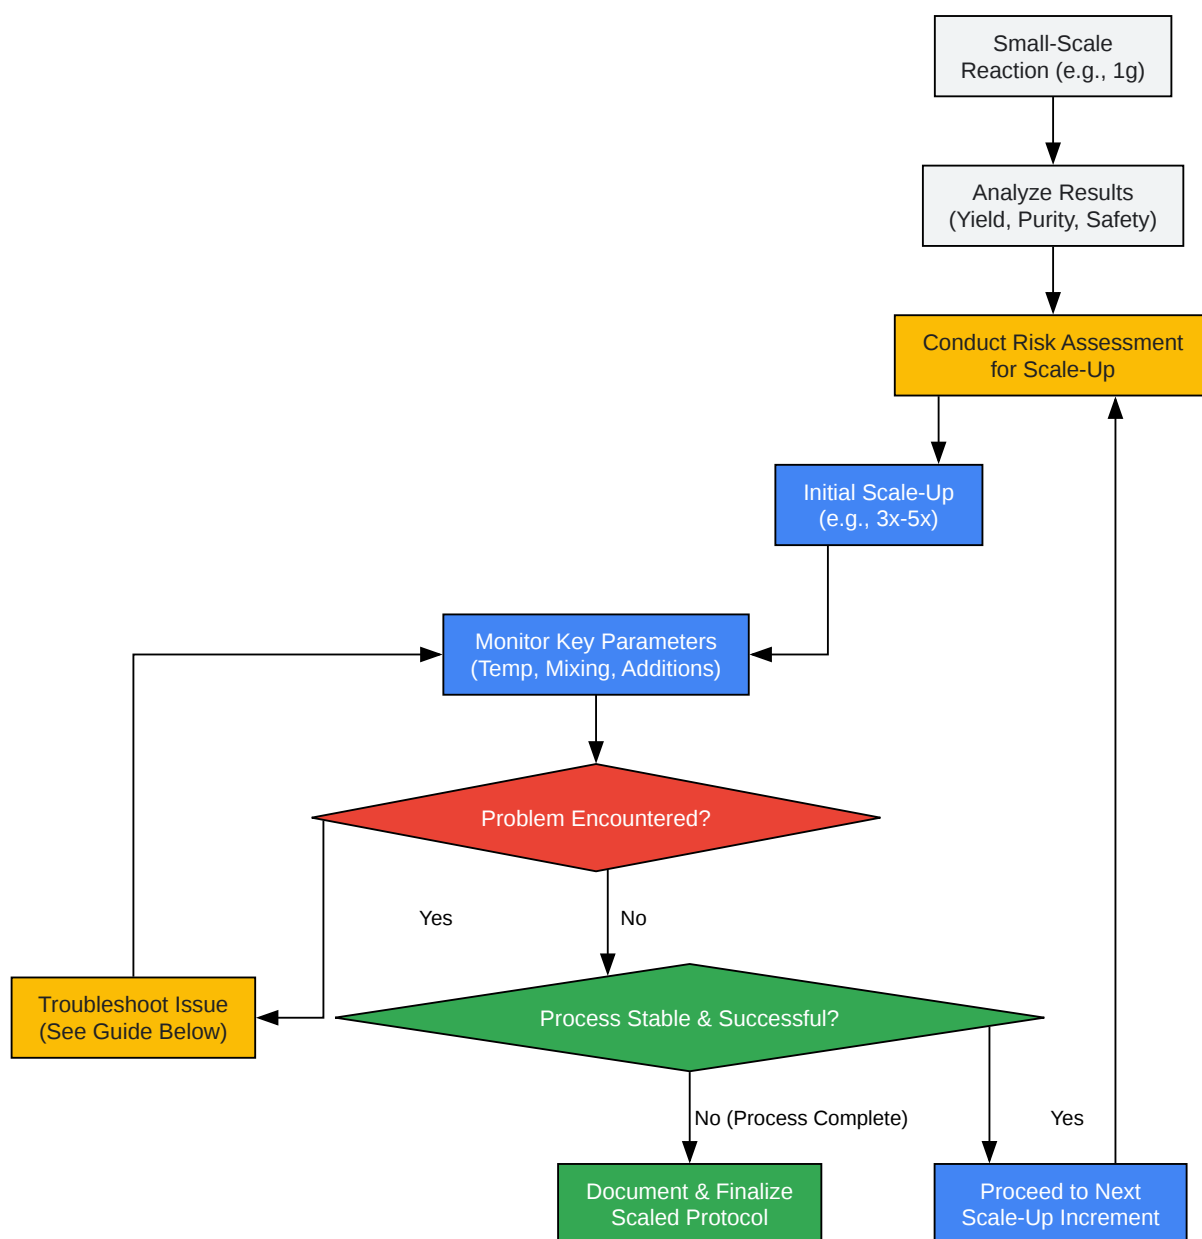 Small-Scale
Reaction (e.g., 1g)
Analyze Results
(Yield, Purity, Safety)
Conduct Risk Assessment
for Scale-Up
Initial Scale-Up
(e.g., 3x-5x)
Monitor Key Parameters
(Temp, Mixing, Additions)
Problem Encountered?
Yes
No
Troubleshoot Issue
(See Guide Below)
Process Stable & Successful?
No (Process Complete)
Yes
Document & Finalize
Scaled Protocol
Proceed to Next
Scale-Up Increment